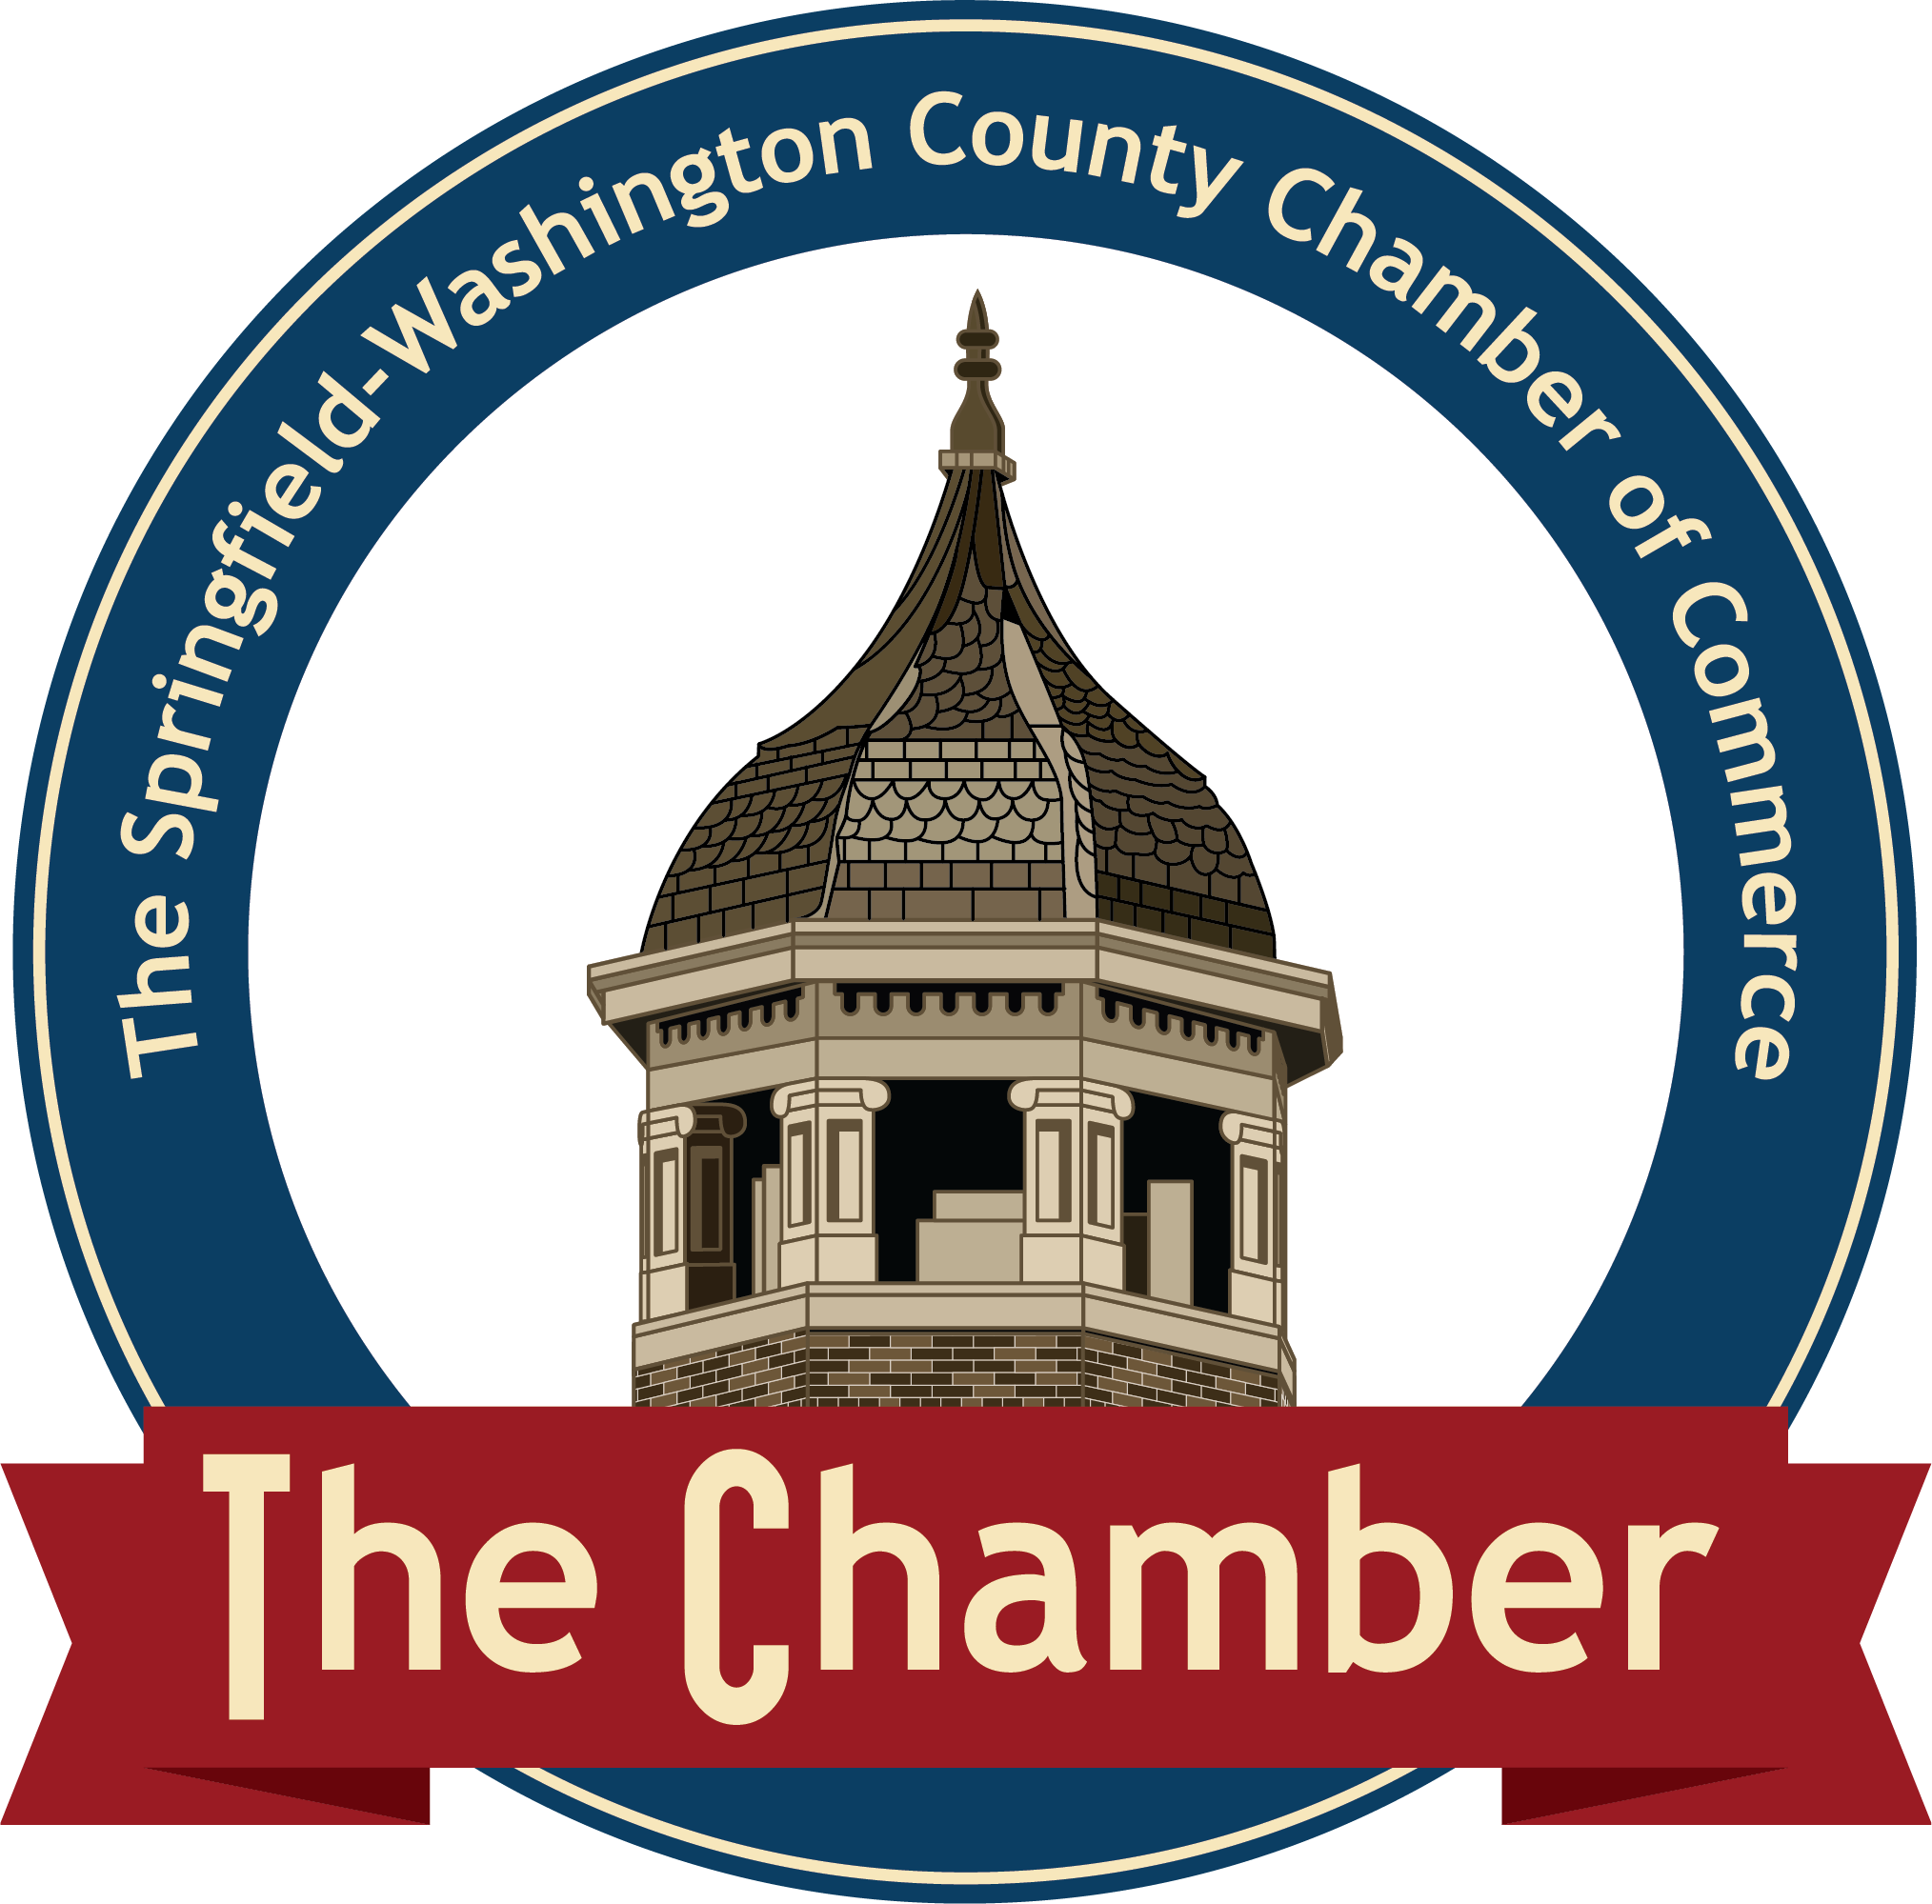 The Springfield-Washington County Chamber of Commerce
The Chamber